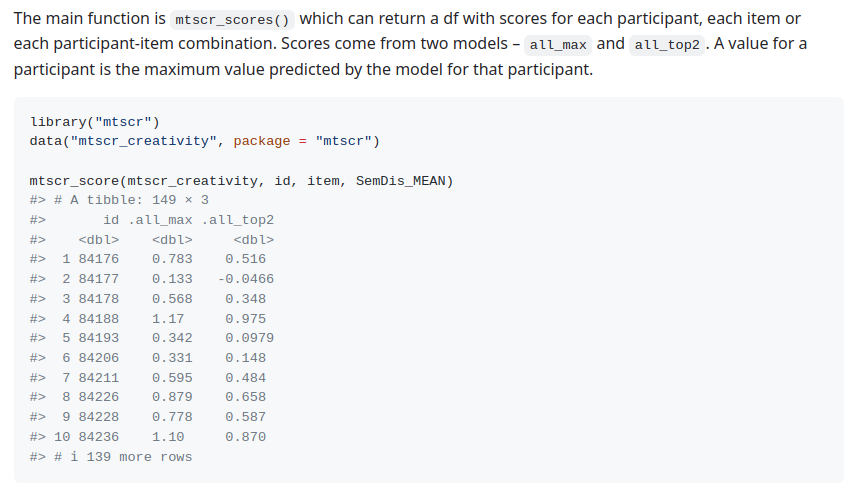 The main function is mtscr_scores() which can return a df with scores for each participant, each item or
each participant-item combination. Scores come from two models – all_max and all_top2. A value for a
participant is the maximum value predicted by the model for that participant.
library("mtscr")
data("mtscr_creativity", package = "mtscr")
mtscr_score(mtscr_creativity, id, item, SemDis_MEAN)
#> # A tibble: 149 × 3
#>       id .all_max .all_top2
#>    <dbl>    <dbl>     <dbl>
#>  1 84176    0.783    0.516
#>  2 84177    0.133   -0.0466
#>  3 84178    0.568    0.348
#>  4 84188    1.17     0.975
#>  5 84193    0.342    0.0979
#>  6 84206    0.331    0.148
#>  7 84211    0.595    0.484
#>  8 84226    0.879    0.658
#>  9 84228    0.778    0.587
#> 10 84236    1.10     0.870
#> # i 139 more rows